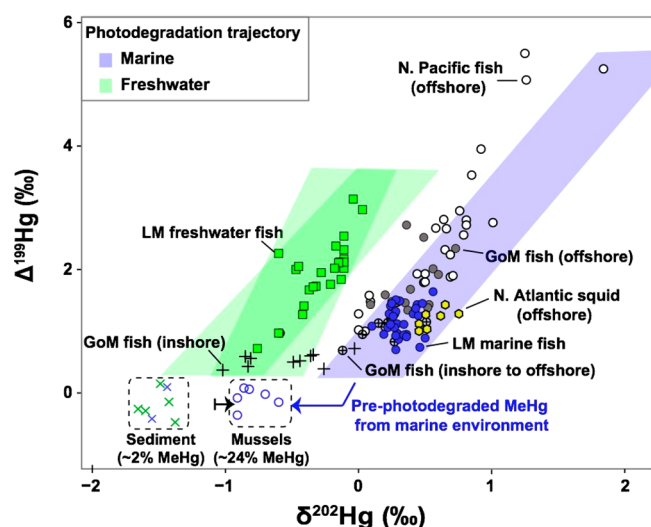 Photodegradation trajectory
Marine
Freshwater
N. Pacific fish
(offshore)
LM freshwater fish
GoM fish (offshore)
N. Atlantic squid
(offshore)
GoM fish (inshore)
LM marine fish
GoM fish (inshore to offshore)
Pre-photodegraded MeHg
from marine environment
Sediment
(~2% MeHg)
Mussels
(~24% MeHg)
6
4
2
0
Δ¹⁹⁹Hg (‰)
−2
−1
0
1
2
δ²⁰²Hg (‰)